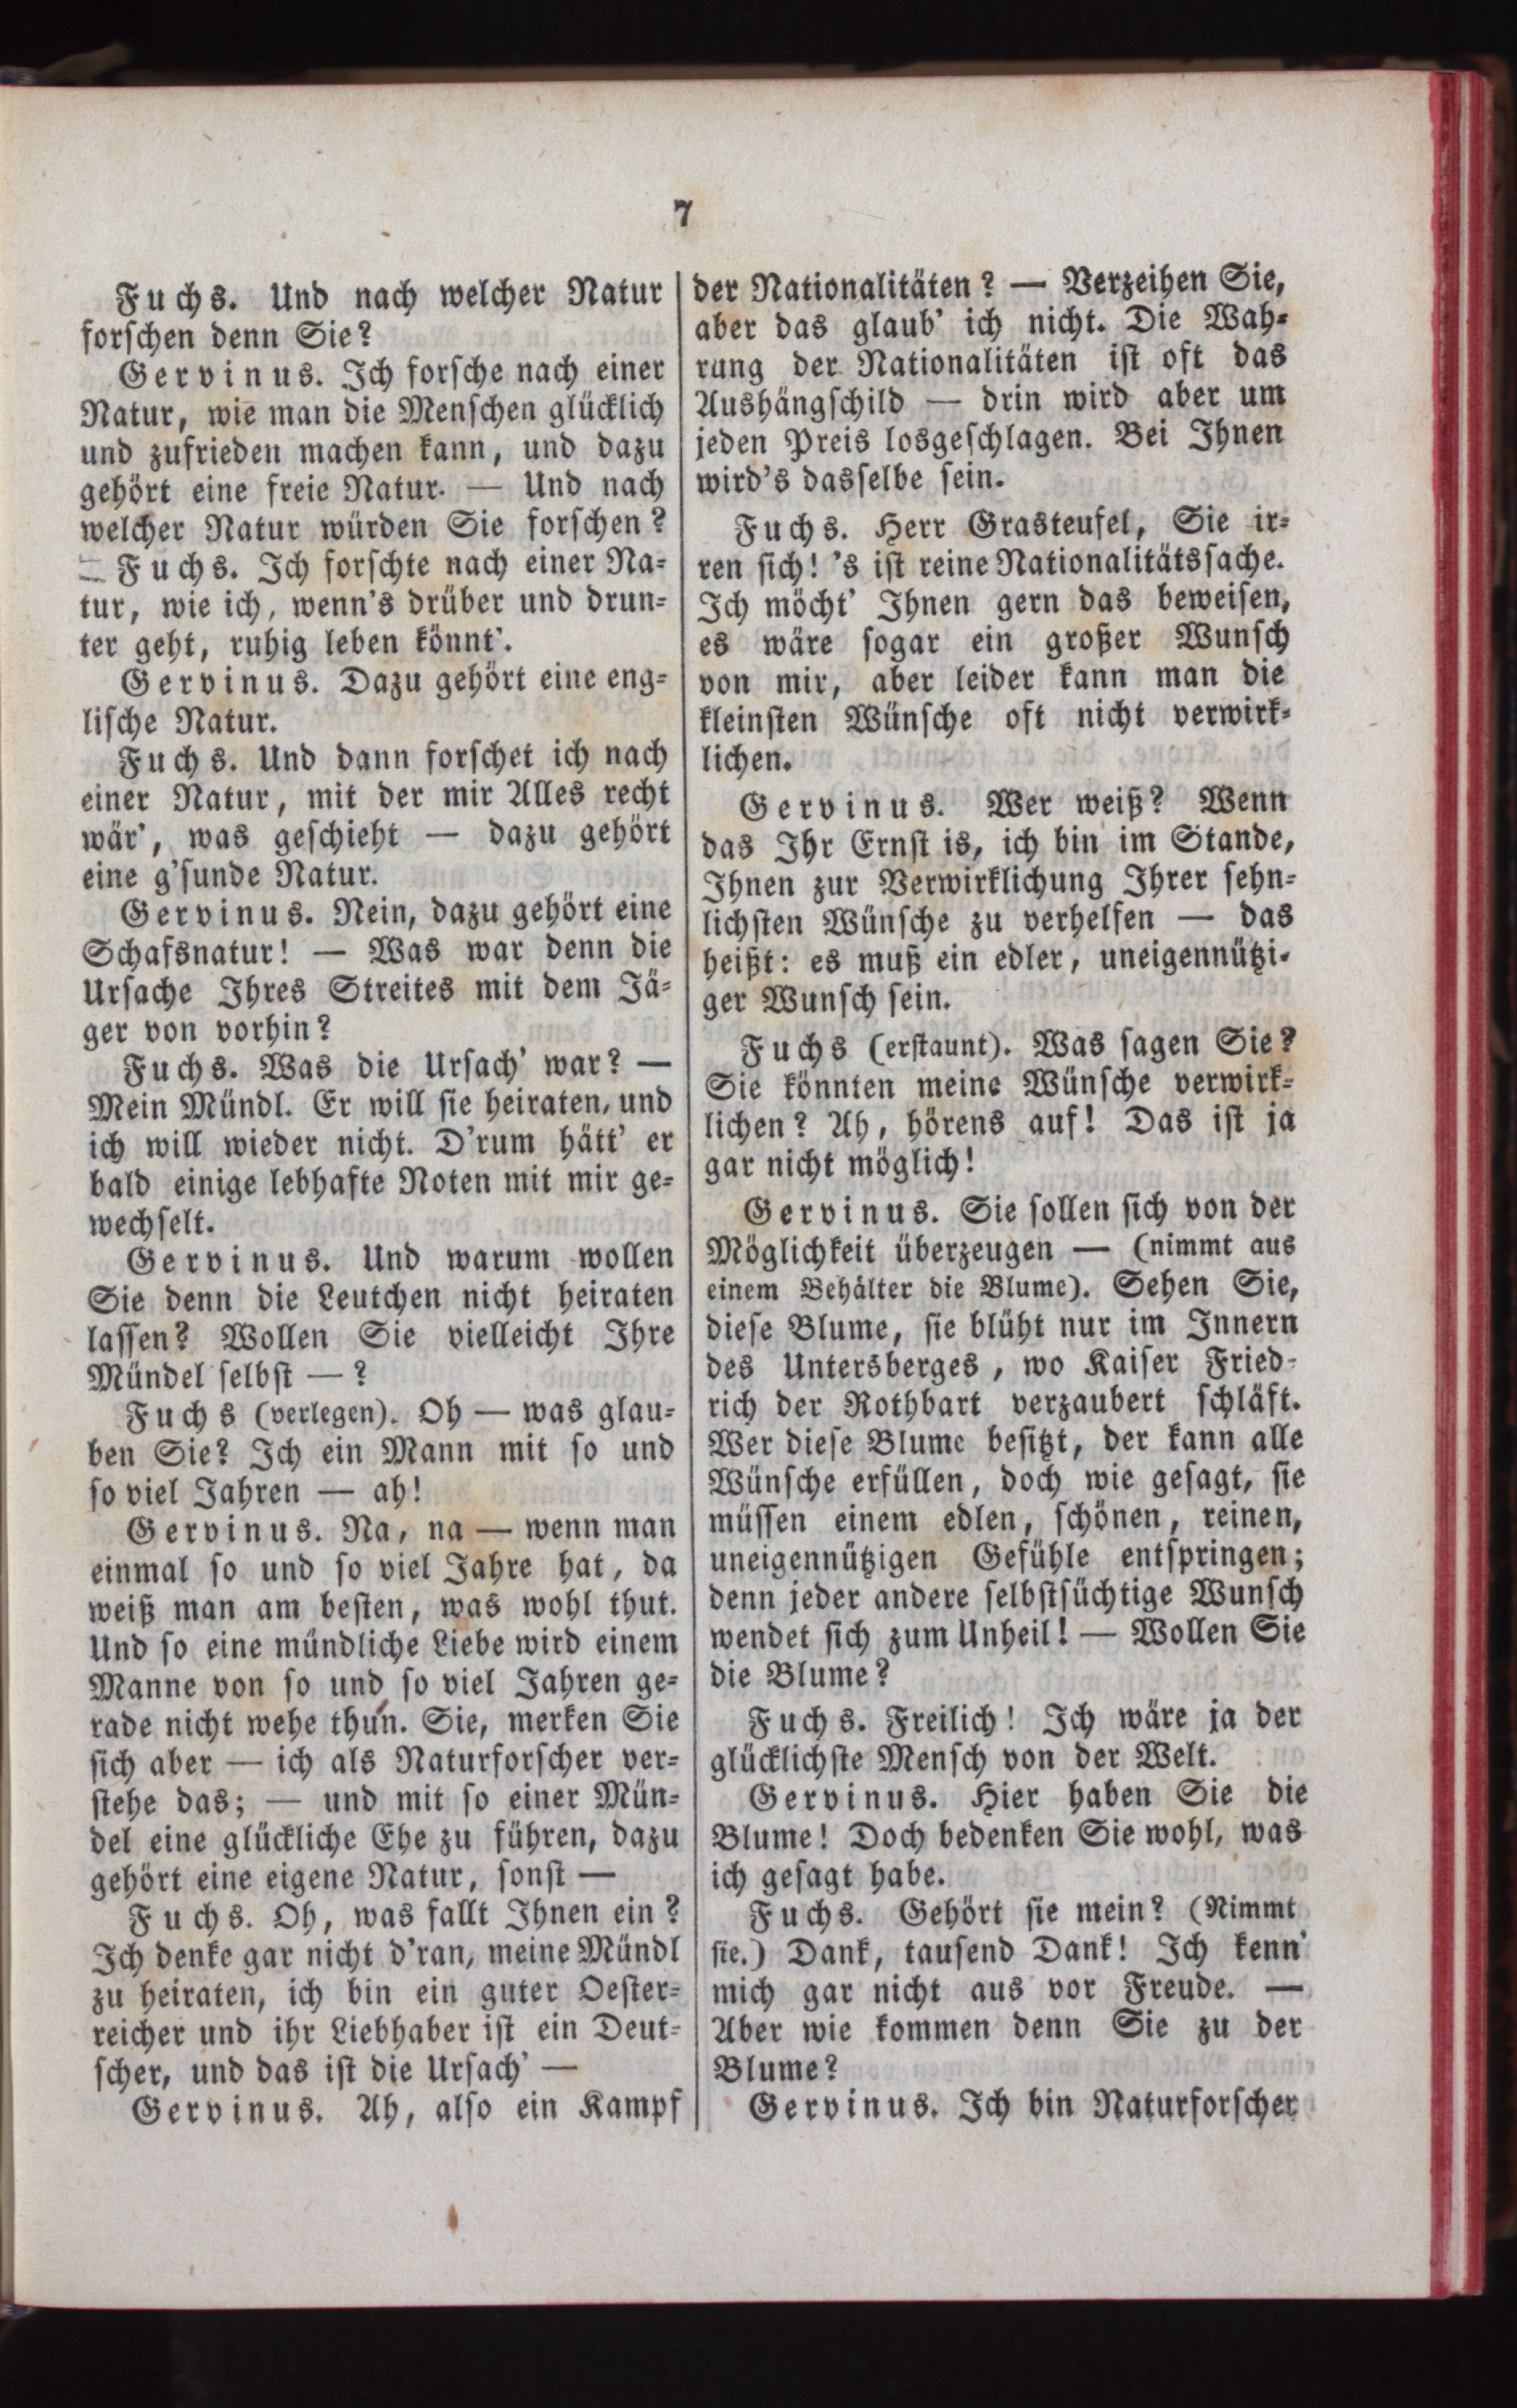 7
Fuchs. Und nach welcher Natur
forschen denn Sie?
Gervinus. Ich forsche nach einer
Natur, wie man die Menschen glücklich
und zufrieden machen kann, und dazu
gehört eine freie Natur. — Und nach
welcher Natur würden Sie forschen?
Fuchs. Ich forschte nach einer Na-
tur, wie ich, wenn's drüber und drun-
ter geht, ruhig leben könnt'.
Gervinus. Dazu gehört eine eng-
lische Natur.
Fuchs. Und dann forschet ich nach
einer Natur, mit der mir Alles recht
wär', was geschieht — dazu gehört
eine g'sunde Natur.
Gervinus. Nein, dazu gehört eine
Schafsnatur! — Was war denn die
Ursache Ihres Streites mit dem Jä-
ger von vorhin?
Fuchs. Was die Ursach' war? —
Mein Mündl. Er will sie heiraten, und
ich will wieder nicht. D'rum hätt' er
bald einige lebhafte Noten mit mir ge-
wechselt.
Gervinus. Und warum wollen
Sie denn die Leutchen nicht heiraten
lassen? Wollen Sie vielleicht Ihre
Mündel selbst — ?
Fuchs (verlegen). Oh — was glau-
ben Sie? Ich ein Mann mit so und
so viel Jahren — ah!
Gervinus. Na, na — wenn man
einmal so und so viel Jahre hat, da
weiß man am besten, was wohl thut.
Und so eine mündliche Liebe wird einem
Manne von so und so viel Jahren ge-
rade nicht wehe thun. Sie, merken Sie
sich aber — ich als Naturforscher ver-
stehe das; — und mit so einer Mün-
del eine glückliche Ehe zu führen, dazu
gehört eine eigene Natur, sonst —
Fuchs. Oh, was fallt Ihnen ein?
Ich denke gar nicht d'ran, meine Mündl
zu heiraten, ich bin ein guter Oester-
reicher und ihr Liebhaber ist ein Deut-
scher, und das ist die Ursach' —
Gervinus. Ah, also ein Kampf
der Nationalitäten? — Verzeihen Sie,
aber das glaub' ich nicht. Die Wah-
rung der Nationalitäten ist oft das
Aushängschild — drin wird aber um
jeden Preis losgeschlagen. Bei Ihnen
wird's dasselbe sein.
Fuchs. Herr Grasteufel, Sie ir-
ren sich! 's ist reine Nationalitätssache.
Ich möcht' Ihnen gern das beweisen,
es wäre sogar ein großer Wunsch
von mir, aber leider kann man die
kleinsten Wünsche oft nicht verwirk-
lichen.
Gervinus. Wer weiß? Wenn
das Ihr Ernst is, ich bin im Stande,
Ihnen zur Verwirklichung Ihrer sehn-
lichsten Wünsche zu verhelfen — das
heißt: es muß ein edler, uneigennützi-
ger Wunsch sein.
Fuchs (erstaunt). Was sagen Sie?
Sie könnten meine Wünsche verwirk-
lichen? Ah, hörens auf! Das ist ja
gar nicht möglich!
Gervinus. Sie sollen sich von der
Möglichkeit überzeugen — (nimmt aus
einem Behälter die Blume). Sehen Sie,
diese Blume, sie blüht nur im Innern
des Untersberges, wo Kaiser Fried-
rich der Rothbart verzaubert schläft.
Wer diese Blume besitzt, der kann alle
Wünsche erfüllen, doch wie gesagt, sie
müssen einem edlen, schönen, reinen,
uneigennützigen Gefühle entspringen;
denn jeder andere selbstsüchtige Wunsch
wendet sich zum Unheil! — Wollen Sie
die Blume?
Fuchs. Freilich! Ich wäre ja der
glücklichste Mensch von der Welt.
Gervinus. Hier haben Sie die
Blume! Doch bedenken Sie wohl, was
ich gesagt habe.
Fuchs. Gehört sie mein? (Nimmt
sie.) Dank, tausend Dank! Ich kenn'
mich gar nicht aus vor Freude. —
Aber wie kommen denn Sie zu der
Blume?
Gervinus. Ich bin Naturforscher